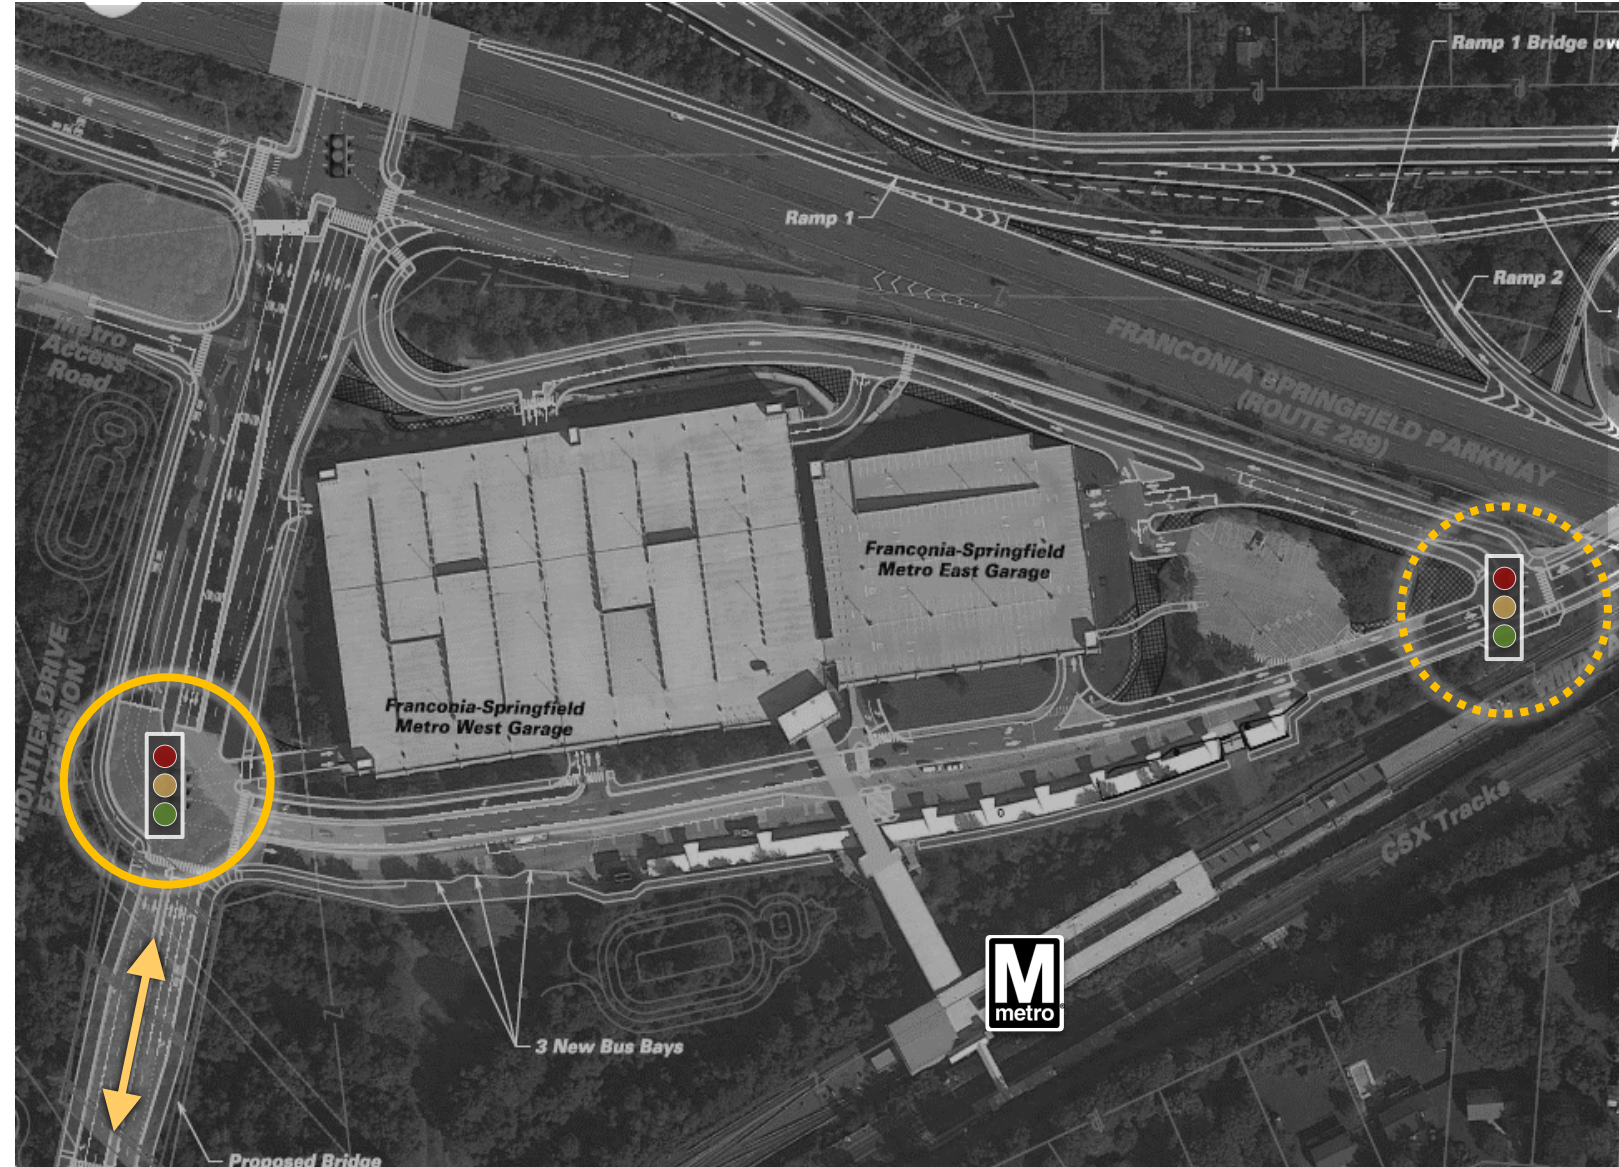 Ramp 1 Bridge ov
Ramp 1
Ramp 2
Metro
Access
Road
FRANCONIA SPRINGFIELD PARKWAY
(ROUTE 289)
Franconia-Springfield
Metro East Garage
FRONTIER DRIVE
EXTENSION
Franconia-Springfield
Metro West Garage
CSX Tracks
M
metro
3 New Bus Bays
Proposed Bridge